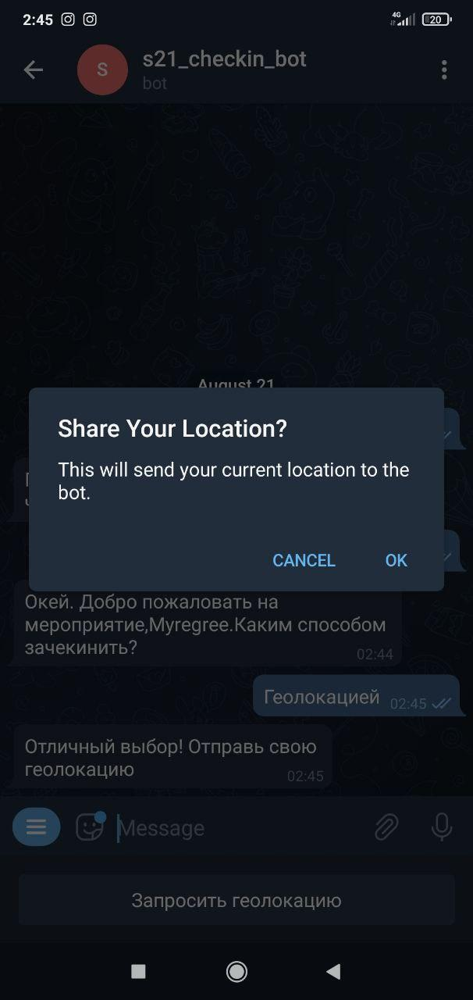 2:45
4G
20
S
s21_checkin_bot
bot
August 21
Share Your Location?
This will send your current location to the
bot.
CANCEL
OK
Окей. Добро пожаловать на
мероприятие,Myregree.Каким способом
зачекинить?
02:44
Геолокацией
02:45
Отличный выбор! Отправь свою
геолокацию
02:45
Message
Запросить геолокацию